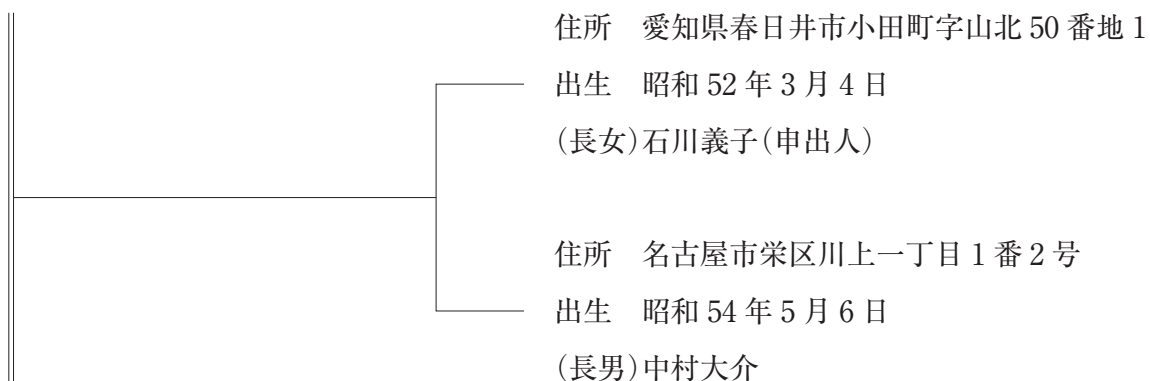 住所　愛知県春日井市小田町字山北 50 番地 1
出生　昭和 52 年 3 月 4 日
(長女)石川義子(申出人)
住所　名古屋市栄区川上一丁目 1 番 2 号
出生　昭和 54 年 5 月 6 日
(長男)中村大介